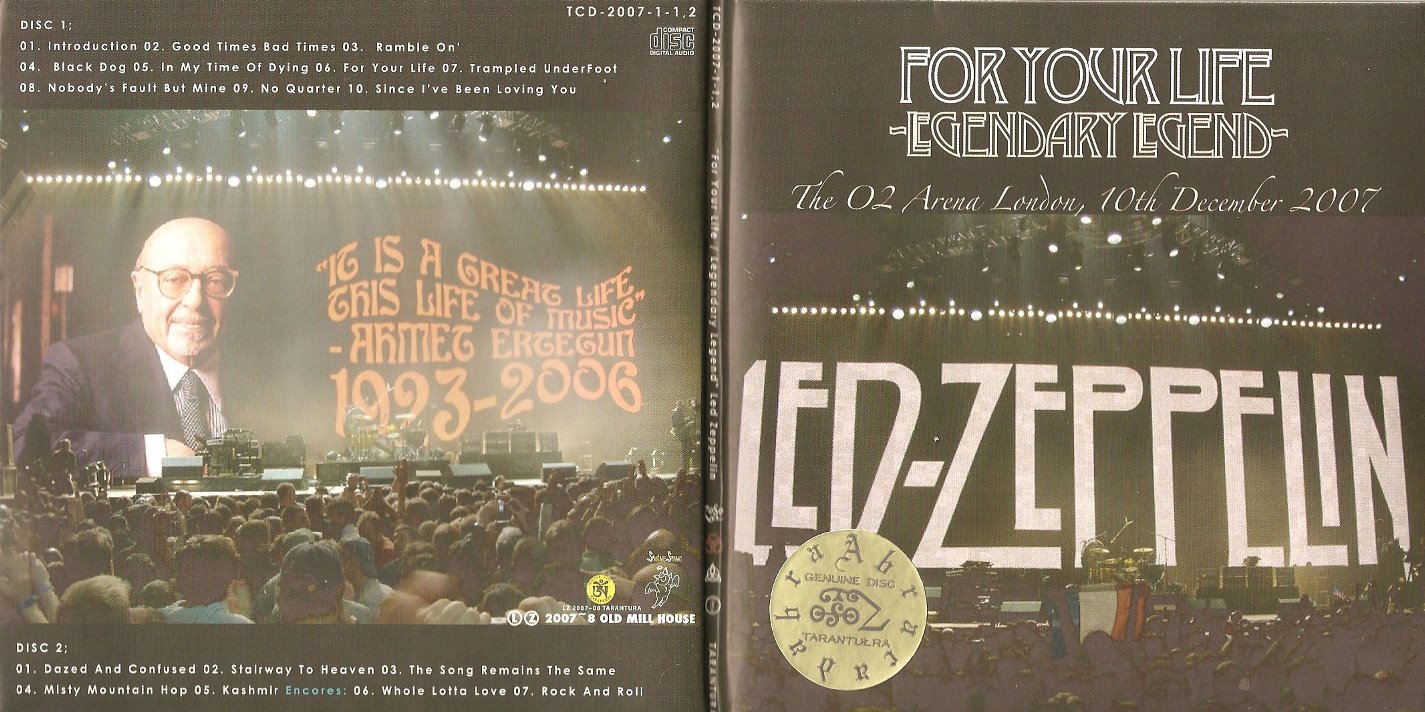 DISC 1;
TCD-2007-1-1,2
01. Introduction 02. Good Times Bad Times 03. Ramble On'
COMPACT
disc
DIGITAL AUDIO
04. Black Dog 05. In My Time Of Dying 06. For Your Life 07. Trampled UnderFoot
08. Nobody's Fault But Mine 09. No Quarter 10. Since I've Been Loving You
"IT IS A GREAT LIFE,
THIS LIFE OF MUSIC"
- AHMET ERTEGUN
1923-2006
LZ 2007-08 TARANTURA
L Z 2007~8 OLD MILL HOUSE
DISC 2;
01. Dazed And Confused 02. Stairway To Heaven 03. The Song Remains The Same
04. Misty Mountain Hop 05. Kashmir Encores: 06. Whole Lotta Love 07. Rock And Roll
TCD-2007-1-1,2 "For Your Life / Legendary Legend" Led Zeppelin TARANTURA
FOR YOUR LIFE
-LEGENDARY LEGEND-
The O2 Arena London, 10th December 2007
LED-ZEPPELIN
AbraAbrundra
GENUINE DISC
TARANTURA